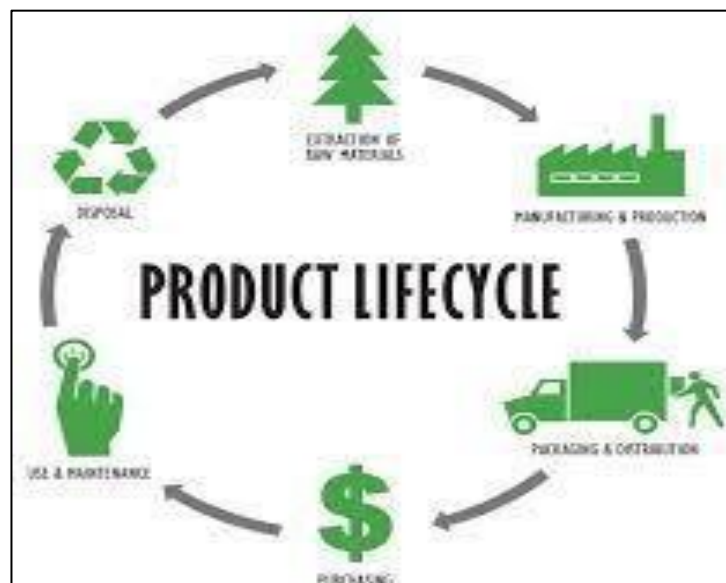 EXTRACTION OF
RAW MATERIALS
DISPOSAL
MANUFACTURING & PRODUCTION
PRODUCT LIFECYCLE
USE & MAINTENANCE
PACKAGING & DISTRIBUTION
PURCHASING